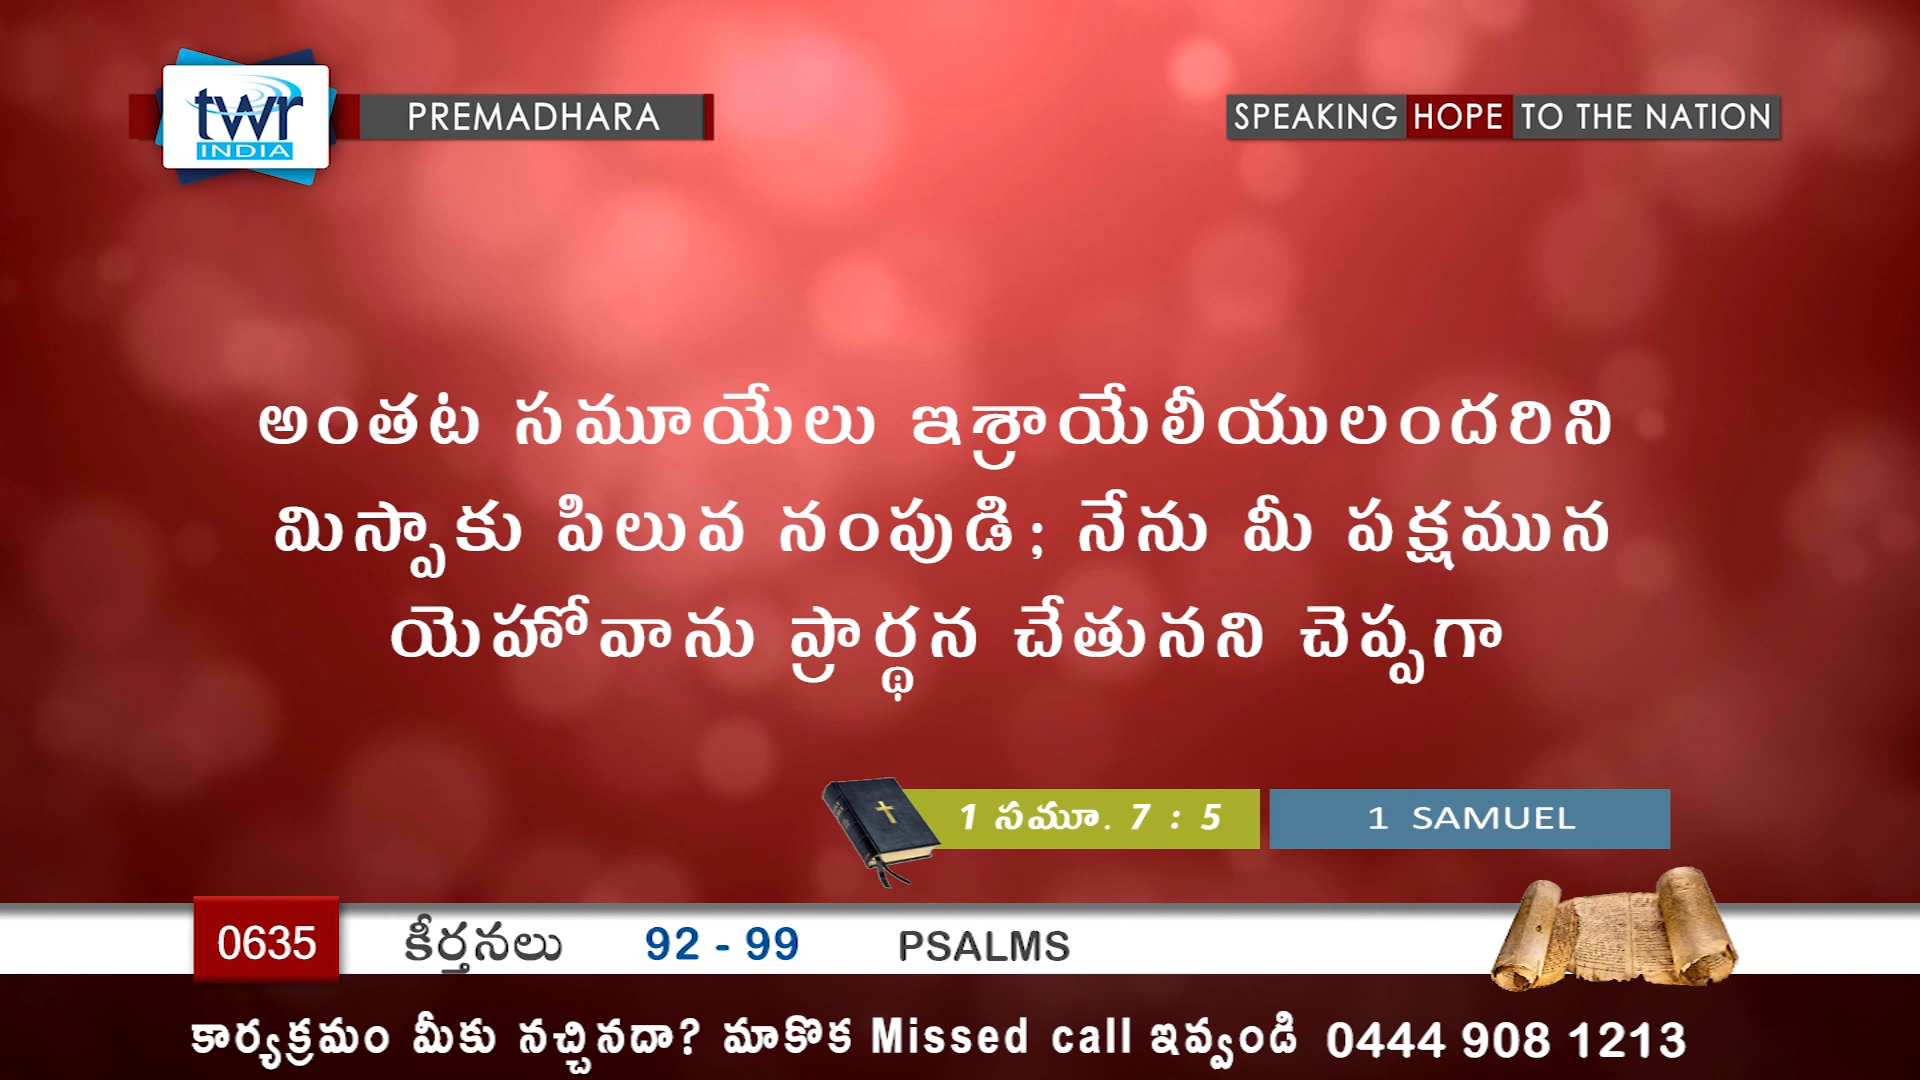 twr
INDIA
PREMADHARA
SPEAKING HOPE TO THE NATION
అంతట సమూయేలు ఇశ్రాయేలీయులందరిని
మిస్పాకు పిలువ నంపుడి; నేను మీ పక్షమున
యెహోవాను ప్రార్థన చేతునని చెప్పగా
1 సమూ. 7 : 5
1 SAMUEL
0635 కీర్తనలు 92 - 99 PSALMS
కార్యక్రమం మీకు నచ్చినదా? మాకొక Missed call ఇవ్వండి 0444 908 1213